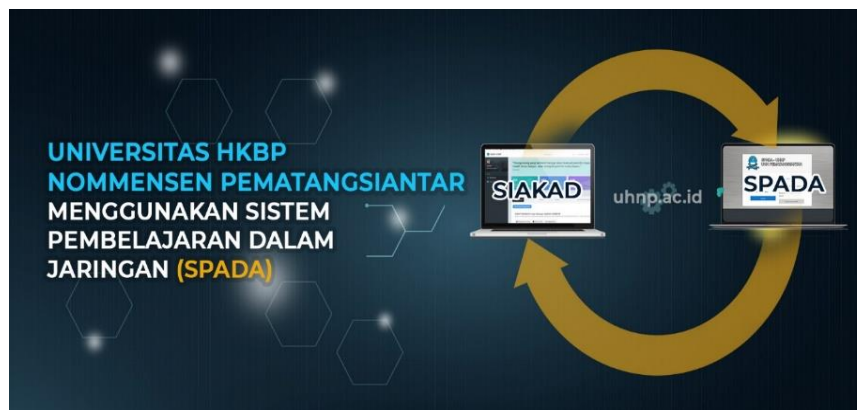 UNIVERSITAS HKBP
NOMMENSEN PEMATANGSIANTAR
MENGGUNAKAN SISTEM
PEMBELAJARAN DALAM
JARINGAN (SPADA)
SIAKAD
uhnp.ac.id
SPADA